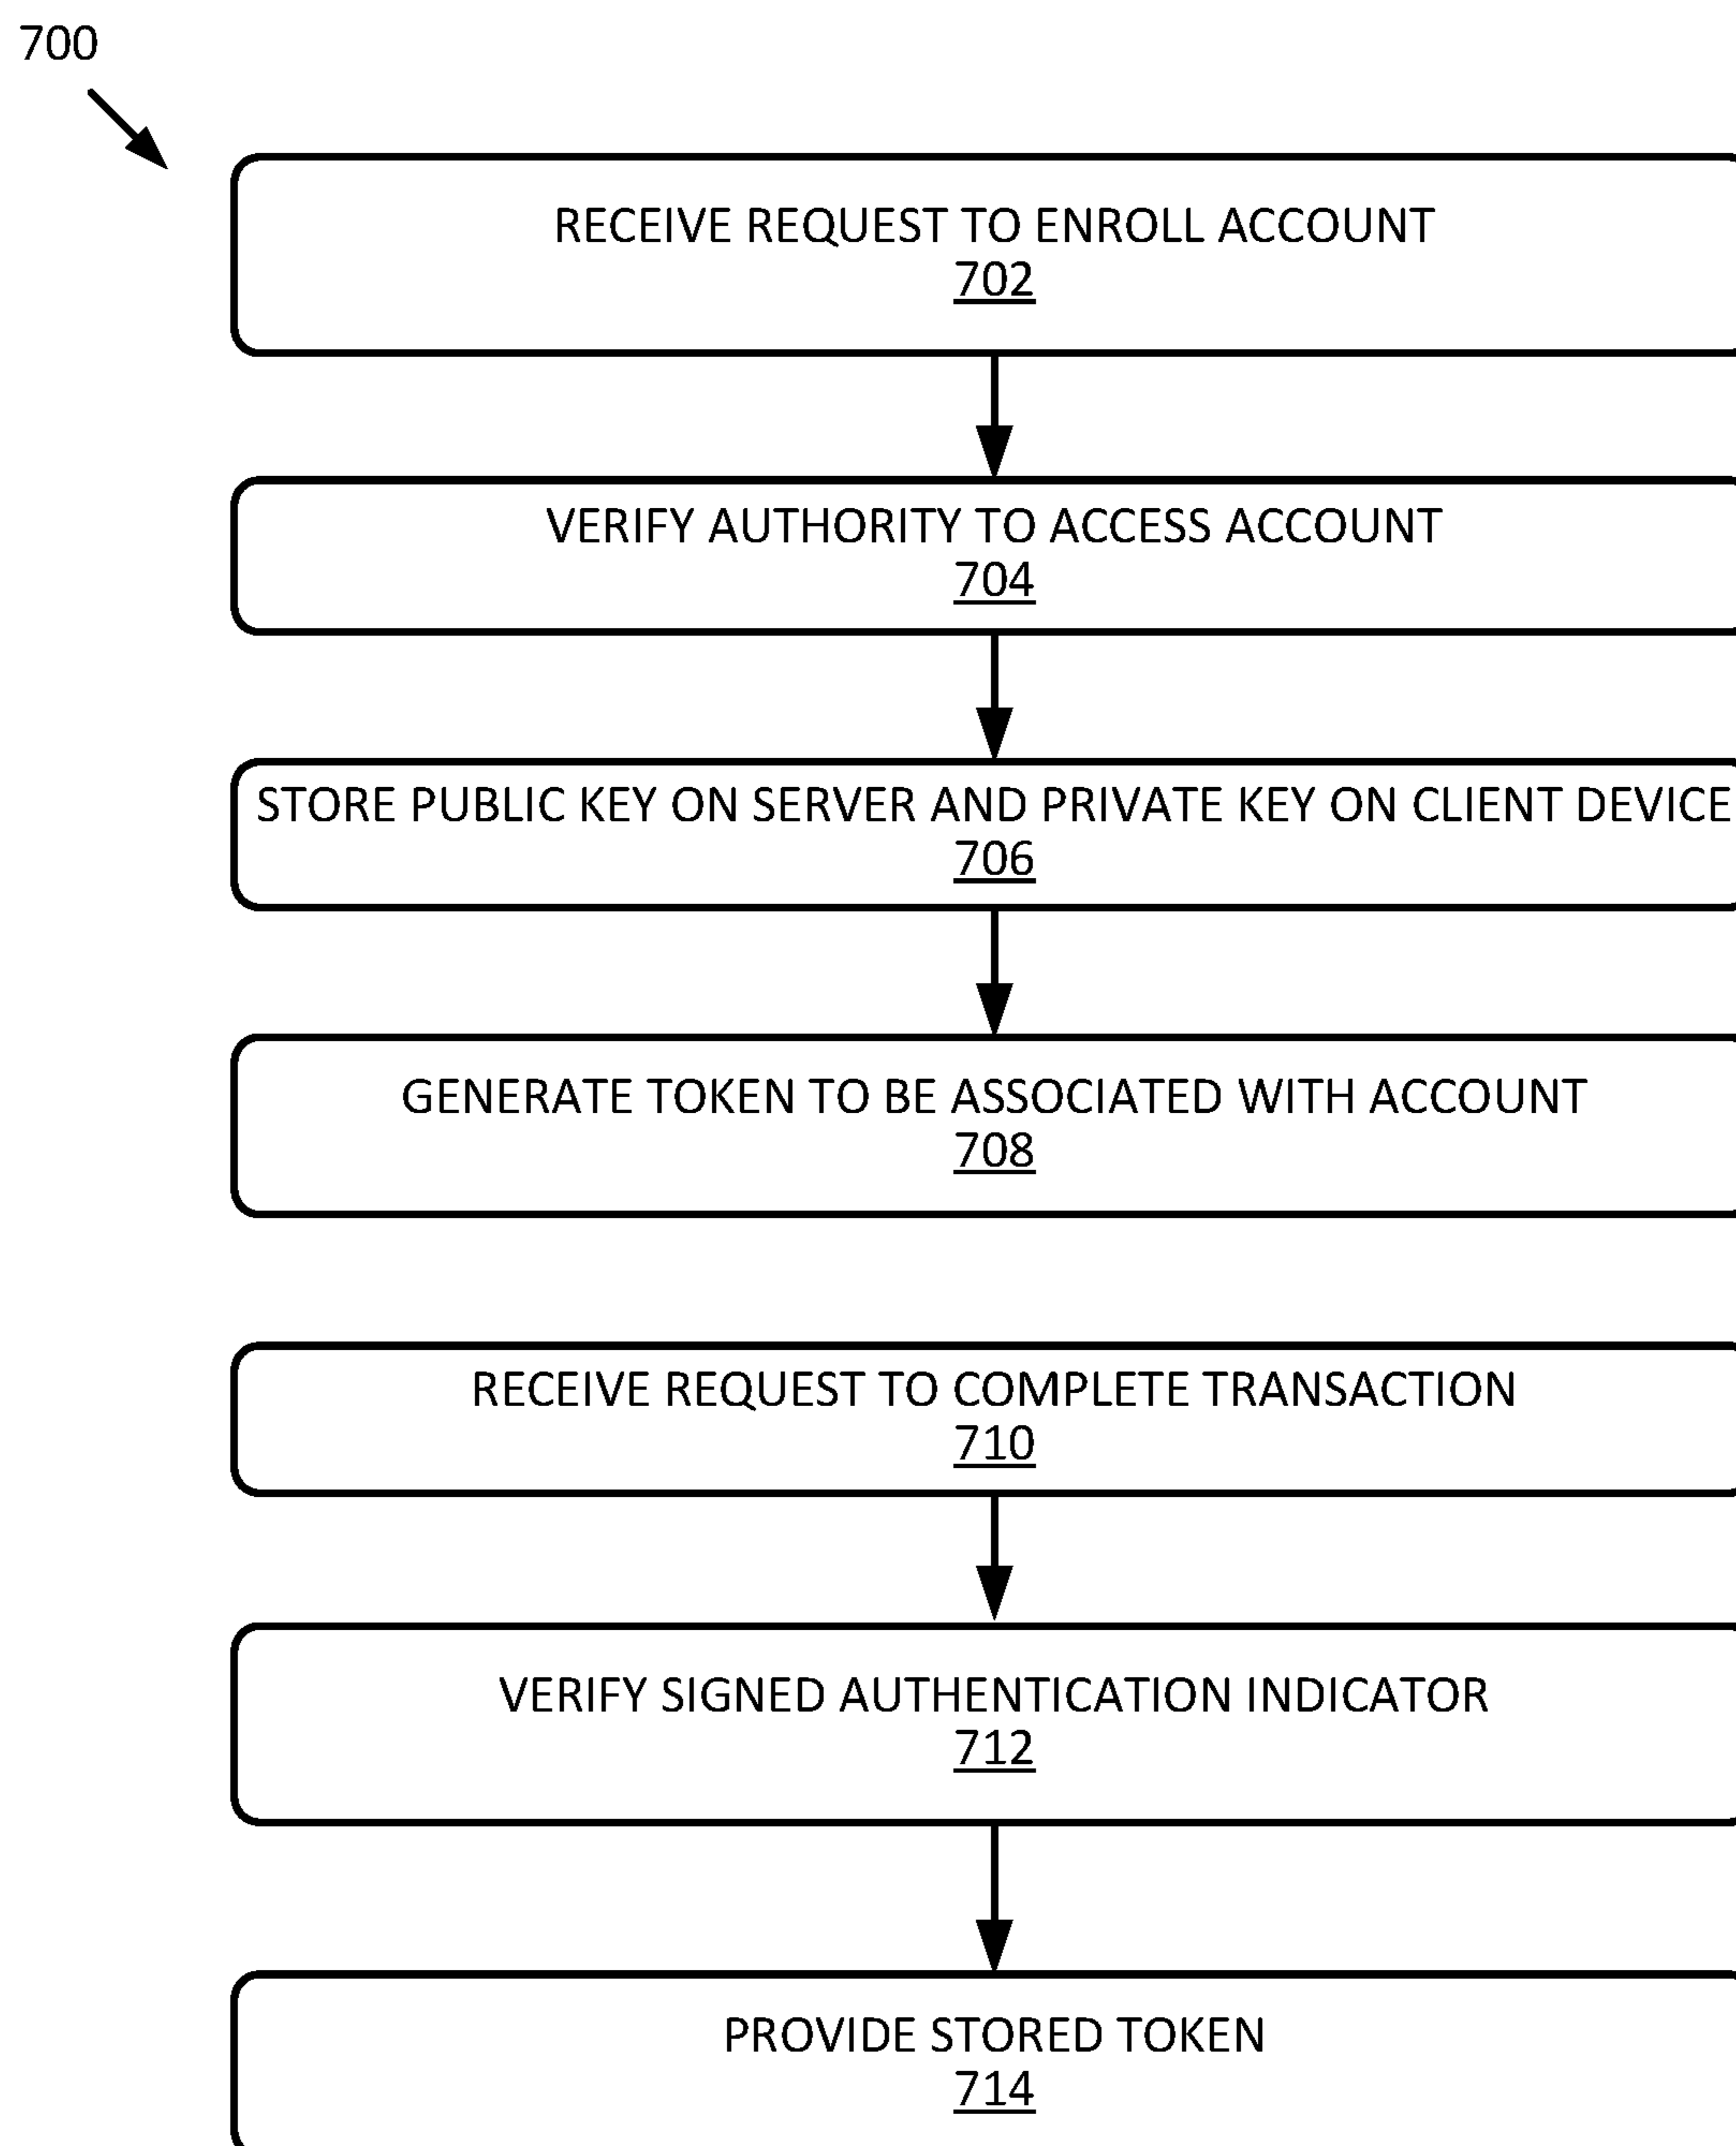 700
RECEIVE REQUEST TO ENROLL ACCOUNT
702
VERIFY AUTHORITY TO ACCESS ACCOUNT
704
STORE PUBLIC KEY ON SERVER AND PRIVATE KEY ON CLIENT DEVICE
706
GENERATE TOKEN TO BE ASSOCIATED WITH ACCOUNT
708
RECEIVE REQUEST TO COMPLETE TRANSACTION
710
VERIFY SIGNED AUTHENTICATION INDICATOR
712
PROVIDE STORED TOKEN
714